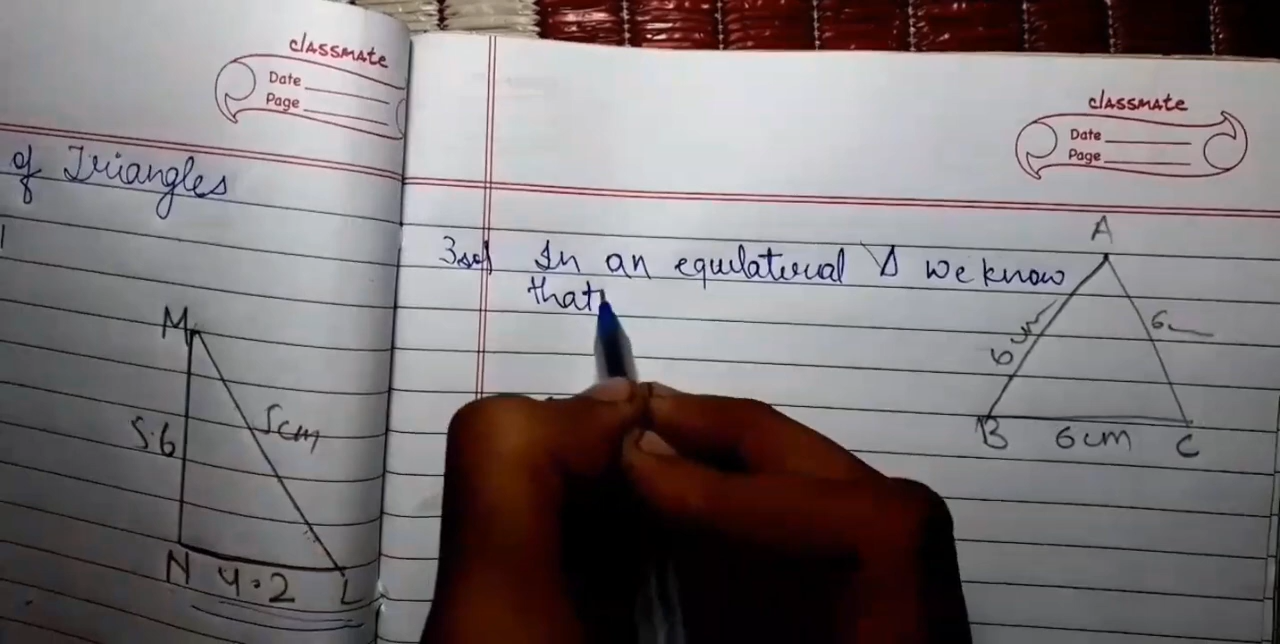 classmate
Date
Page
of Triangles
M
5.6
5cm
N
4.2
L
classmate
Date
Page
3sol In an equilateral Δ we know
that
A
6cm
6
B
6cm
C